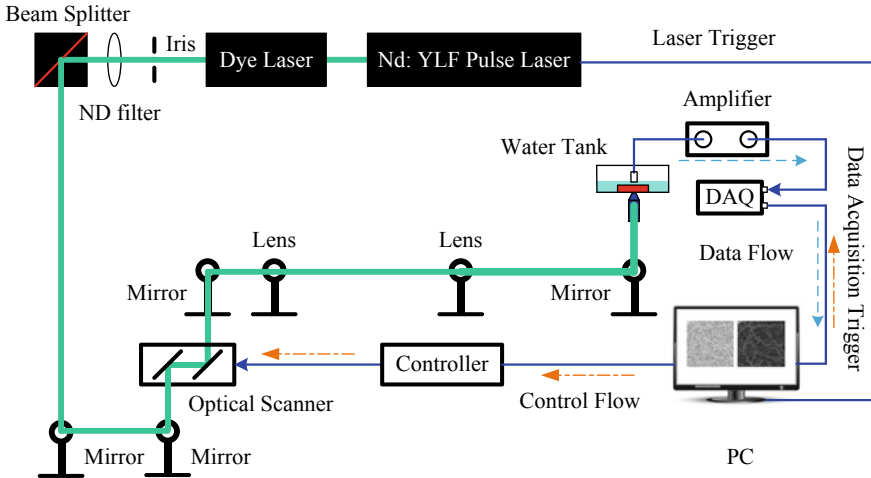 Beam Splitter
Iris
Dye Laser
Nd: YLF Pulse Laser
Laser Trigger
ND filter
Amplifier
Water Tank
DAQ
Data Flow
Data Acquisition Trigger
Lens
Lens
Mirror
Mirror
Controller
Optical Scanner
Control Flow
Mirror
Mirror
PC